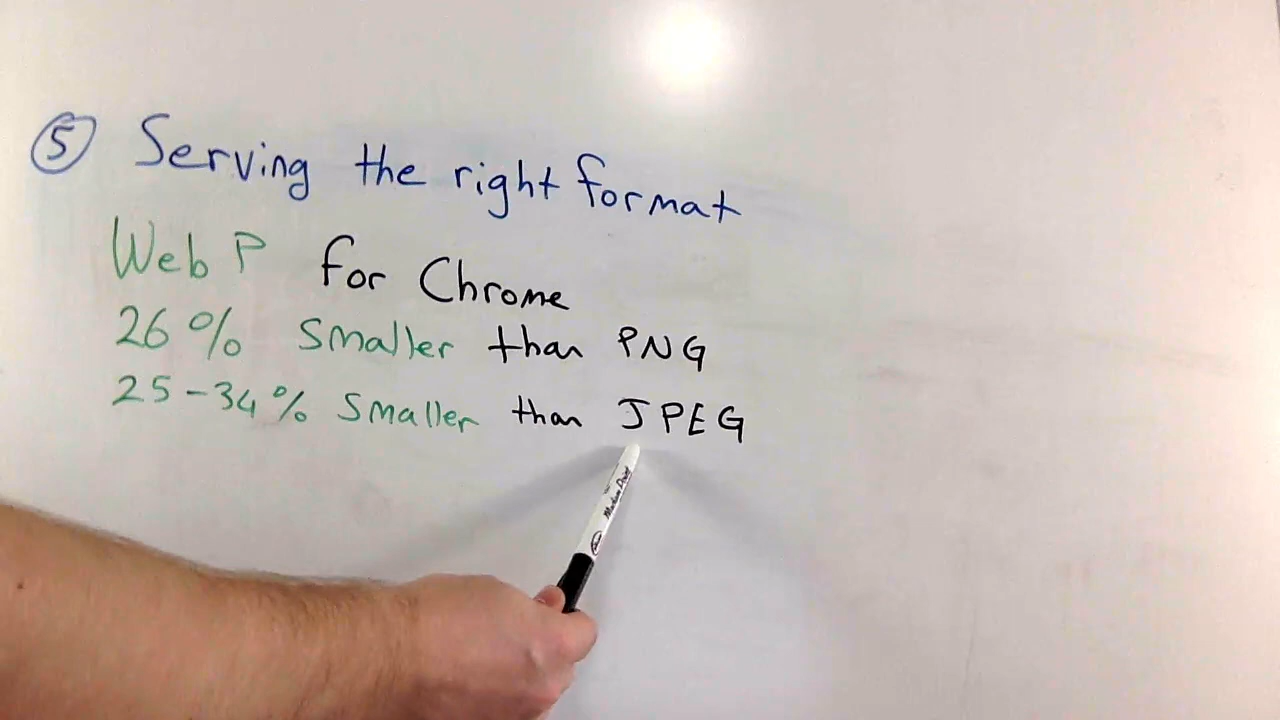 5 Serving the right format
WebP for Chrome
26% smaller than PNG
25-34% smaller than JPEG